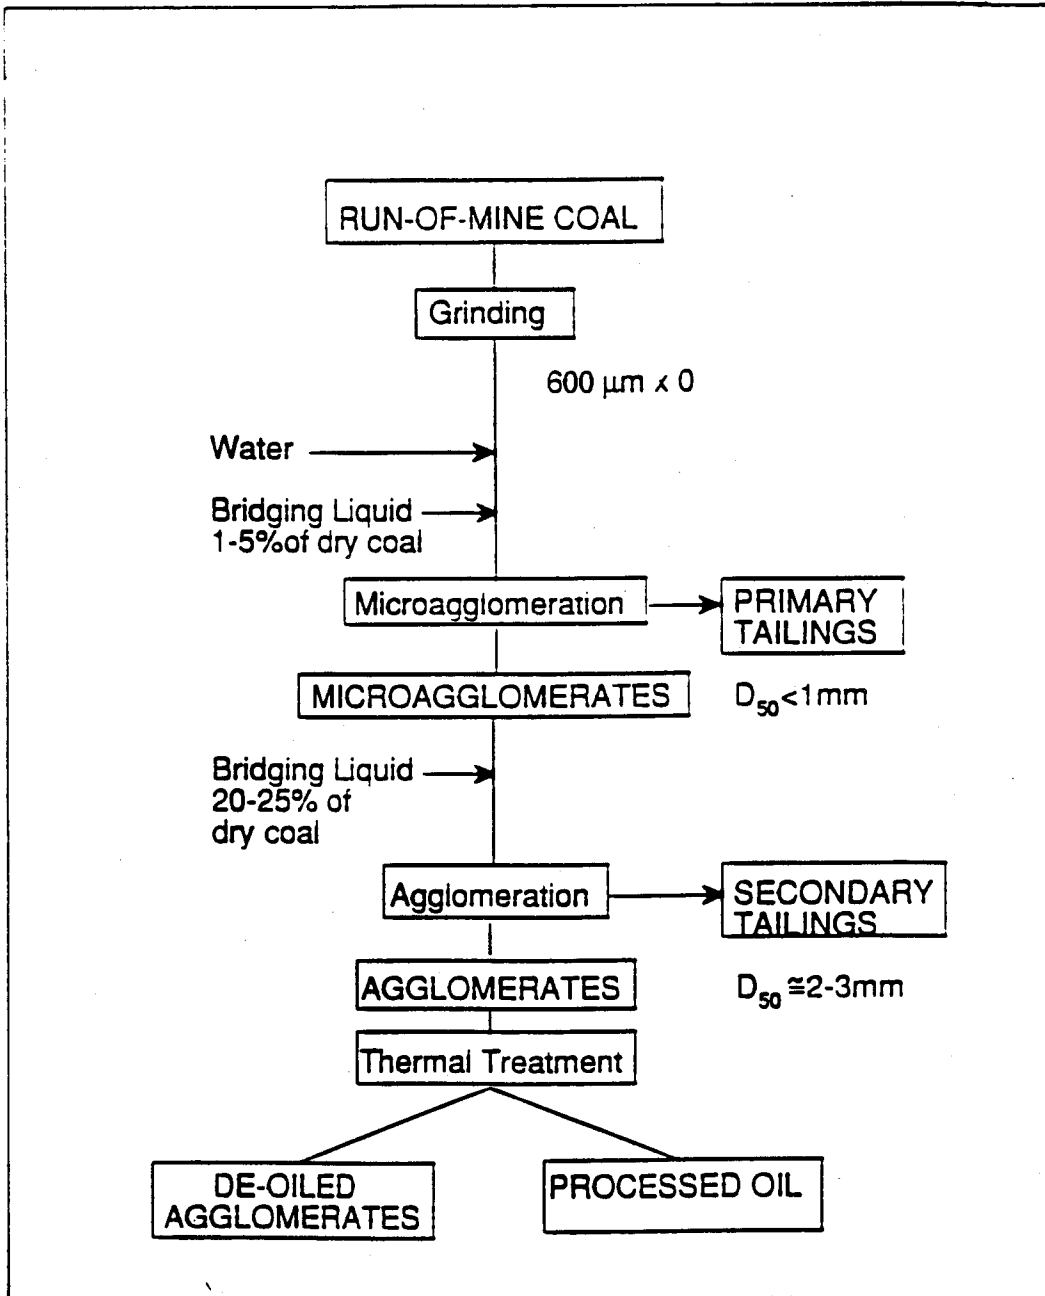 RUN-OF-MINE COAL
Grinding
600 μm x 0
Water
Bridging Liquid
1-5%of dry coal
Microagglomeration
PRIMARY
TAILINGS
MICROAGGLOMERATES
D50<1mm
Bridging Liquid
20-25% of
dry coal
Agglomeration
SECONDARY
TAILINGS
AGGLOMERATES
D50≅2-3mm
Thermal Treatment
DE-OILED
AGGLOMERATES
PROCESSED OIL